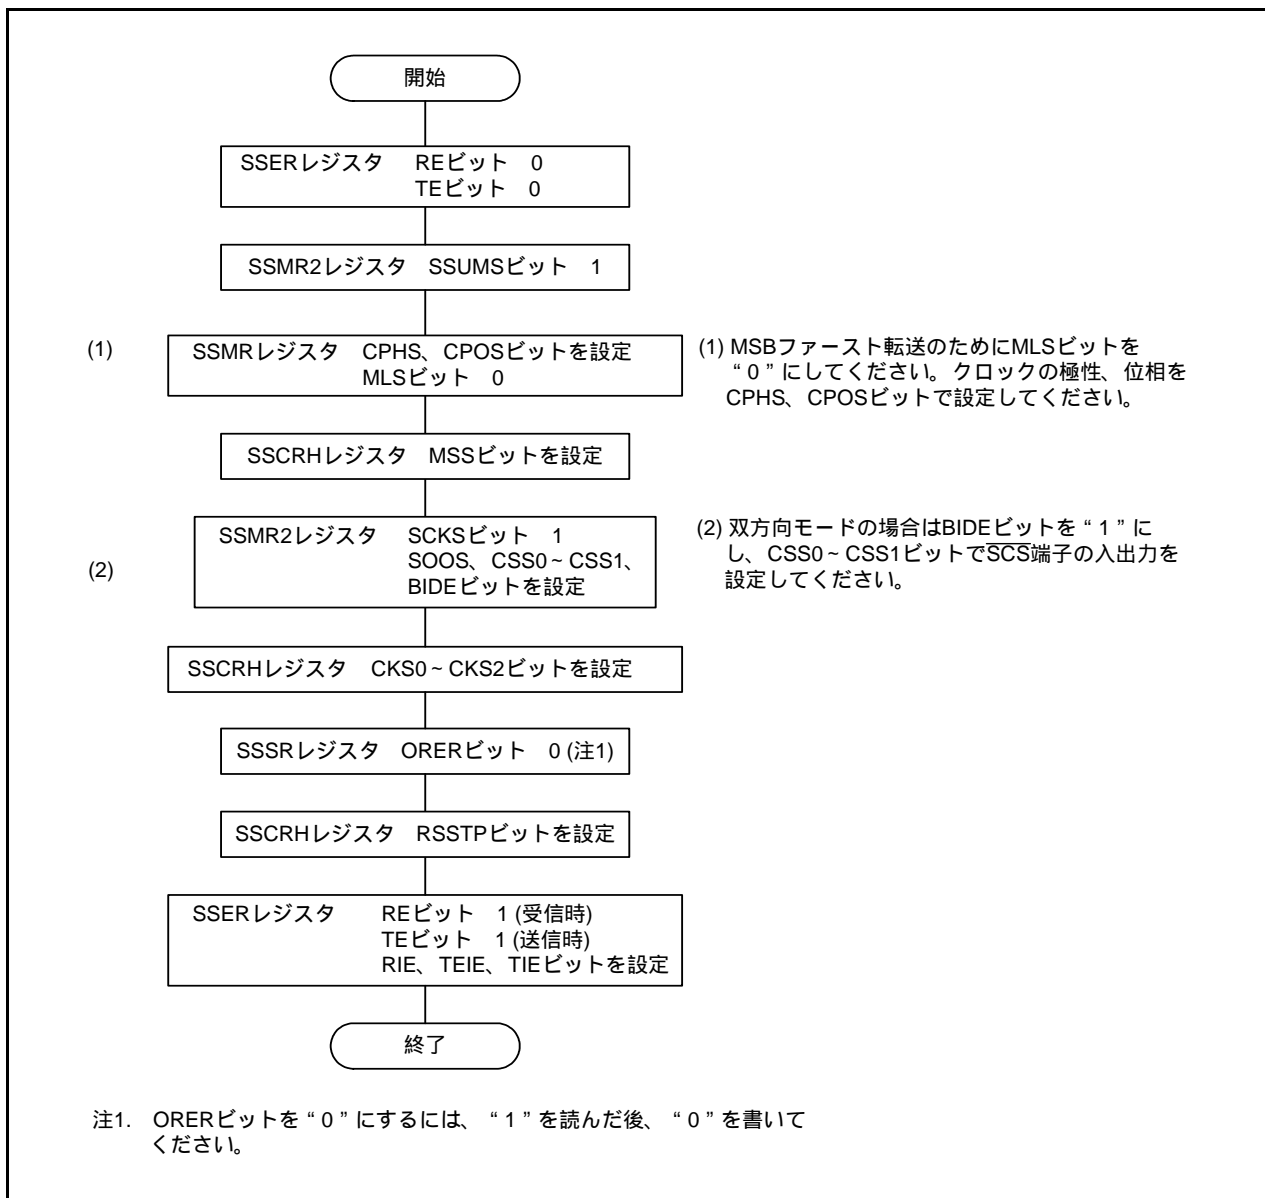 開始
SSERレジスタ REビット 0
TEビット 0
SSMR2レジスタ SSUMSビット 1
(1)
SSMRレジスタ CPHS、CPOSビットを設定
MLSビット 0
(1) MSBファースト転送のためにMLSビットを
“0”にしてください。クロックの極性、位相を
CPHS、CPOSビットで設定してください。
SSCRHレジスタ MSSビットを設定
(2)
SSMR2レジスタ SCKSビット 1
SOOS、CSS0~CSS1、
BIDEビットを設定
(2) 双方向モードの場合はBIDEビットを“1”に
し、CSS0~CSS1ビットでSCS端子の入出力を
設定してください。
SSCRHレジスタ CKS0~CKS2ビットを設定
SSSRレジスタ ORERビット 0 (注1)
SSCRHレジスタ RSSTPビットを設定
SSERレジスタ REビット 1 (受信時)
TEビット 1 (送信時)
RIE、TEIE、TIEビットを設定
終了
注1. ORERビットを“0”にするには、“1”を読んだ後、“0”を書いて
ください。